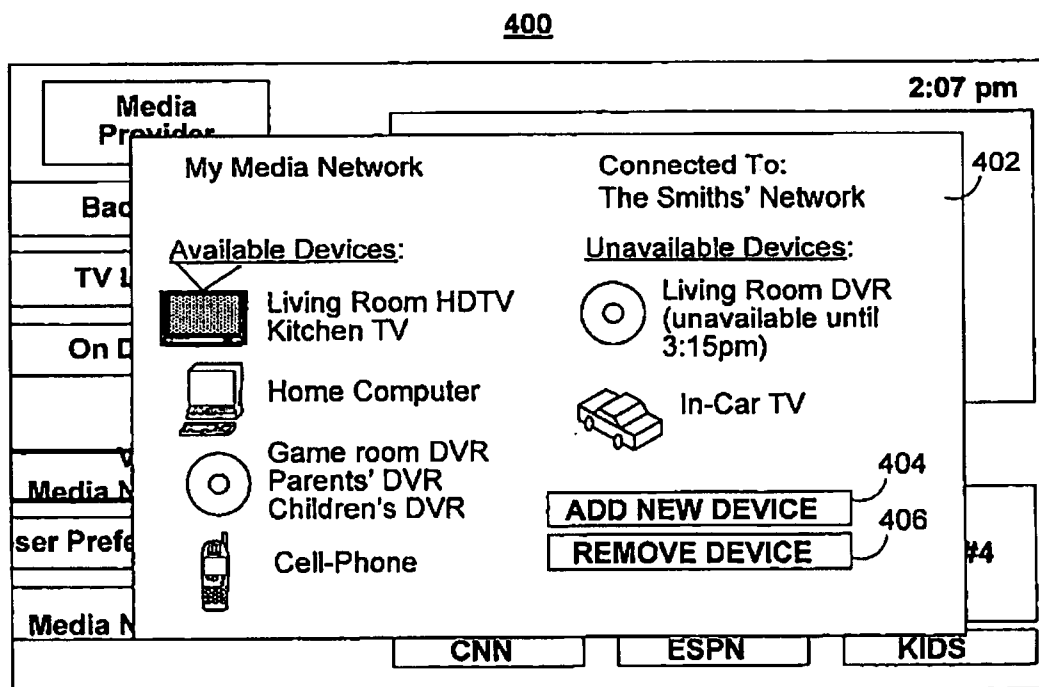 400
2:07 pm
Media
Provider
My Media Network
Connected To:
The Smiths' Network
402
Available Devices:
Unavailable Devices:
Living Room HDTV
Kitchen TV
Living Room DVR
(unavailable until
3:15pm)
Home Computer
In-Car TV
Game room DVR
Parents' DVR
Children's DVR
404
ADD NEW DEVICE
406
REMOVE DEVICE
Cell-Phone
TV
On
Media
#4
Media
CNN
ESPN
KIDS